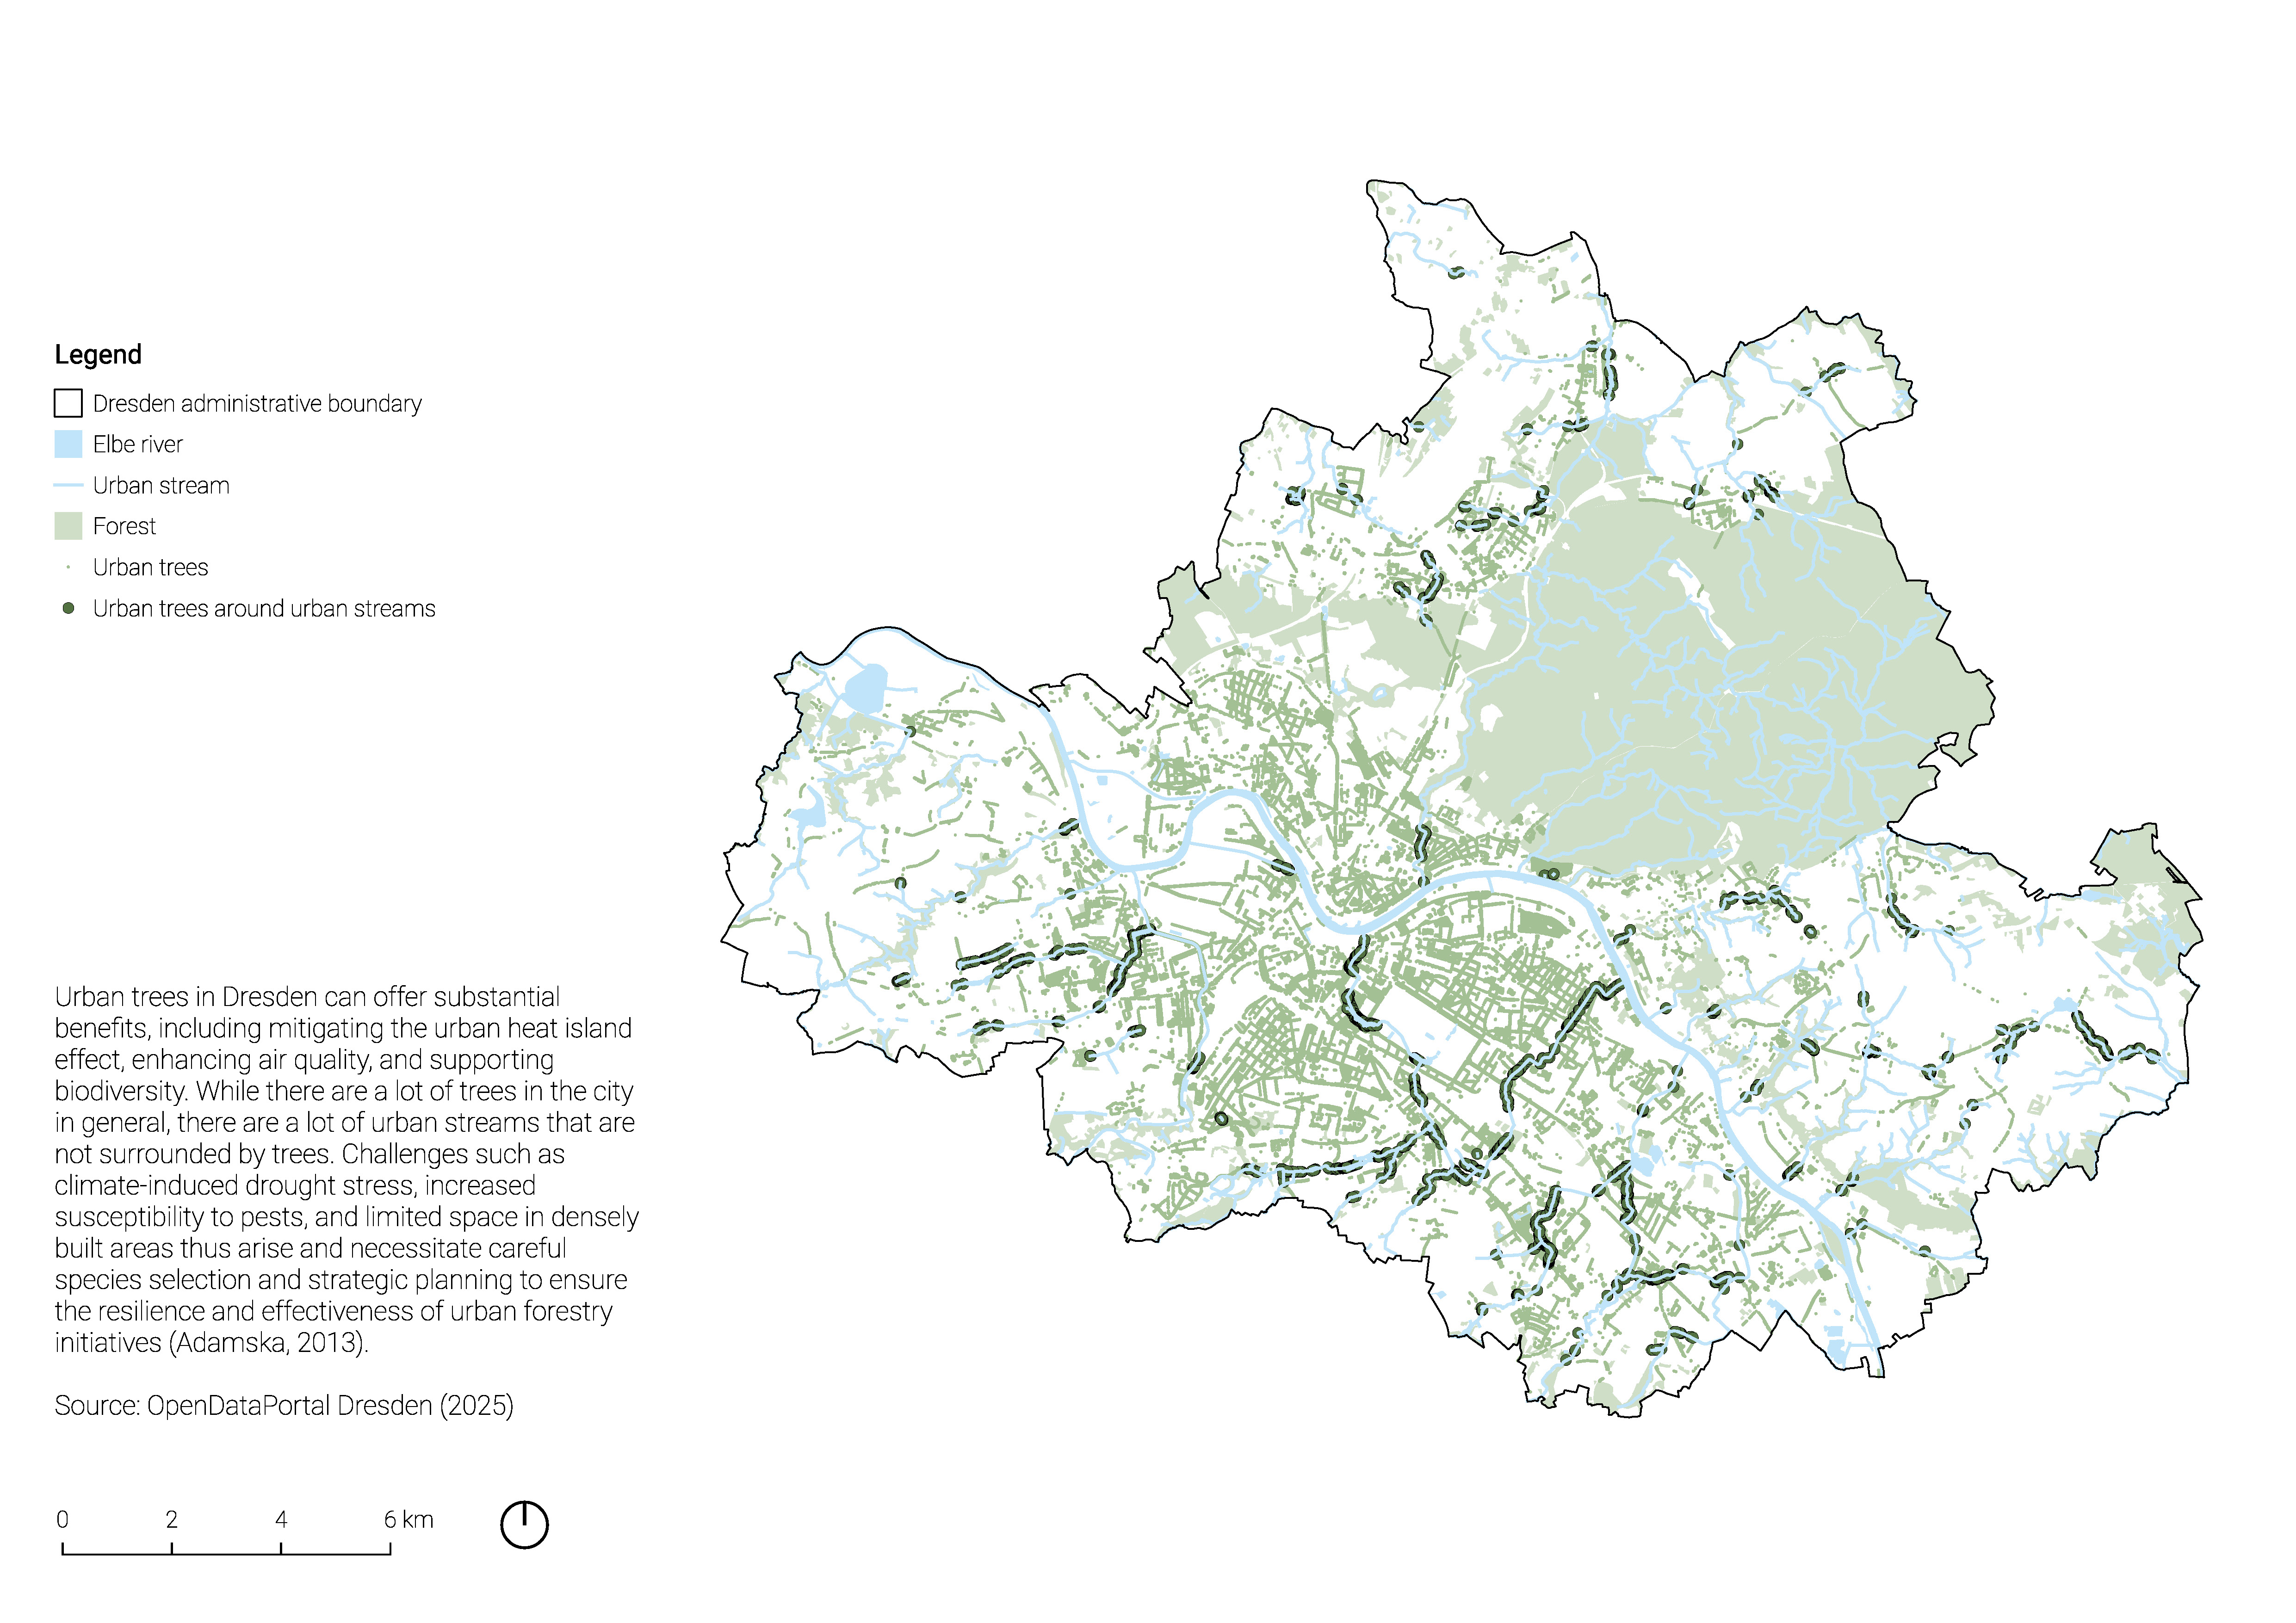 Legend
Dresden administrative boundary
Elbe river
Urban stream
Forest
Urban trees
Urban trees around urban streams
Urban trees in Dresden can offer substantial
benefits, including mitigating the urban heat island
effect, enhancing air quality, and supporting
biodiversity. While there are a lot of trees in the city
in general, there are a lot of urban streams that are
not surrounded by trees. Challenges such as
climate-induced drought stress, increased
susceptibility to pests, and limited space in densely
built areas thus arise and necessitate careful
species selection and strategic planning to ensure
the resilience and effectiveness of urban forestry
initiatives (Adamska, 2013).
Source: OpenDataPortal Dresden (2025)
0 2 4 6 km